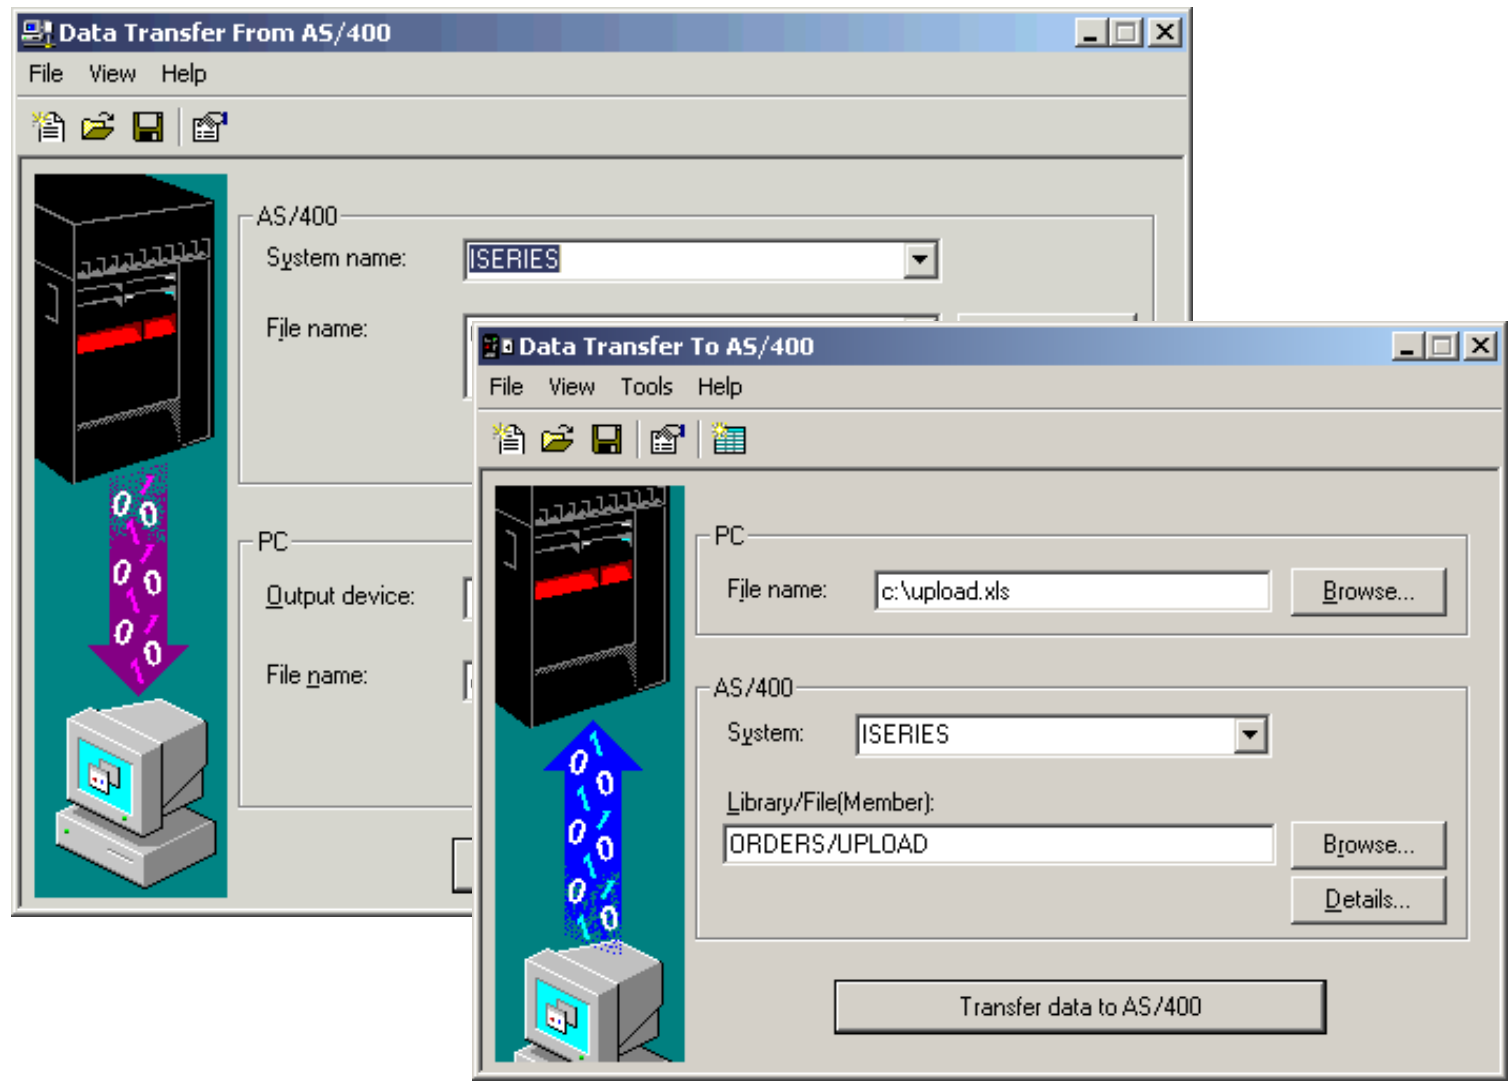 Data Transfer From AS/400
File View Help
AS/400
System name: ISERIES
File name:
PC
Output device:
File name:
Data Transfer To AS/400
File View Tools Help
PC
File name: c:\upload.xls Browse...
AS/400
System: ISERIES
Library/File(Member):
ORDERS/UPLOAD Browse...
Details...
Transfer data to AS/400